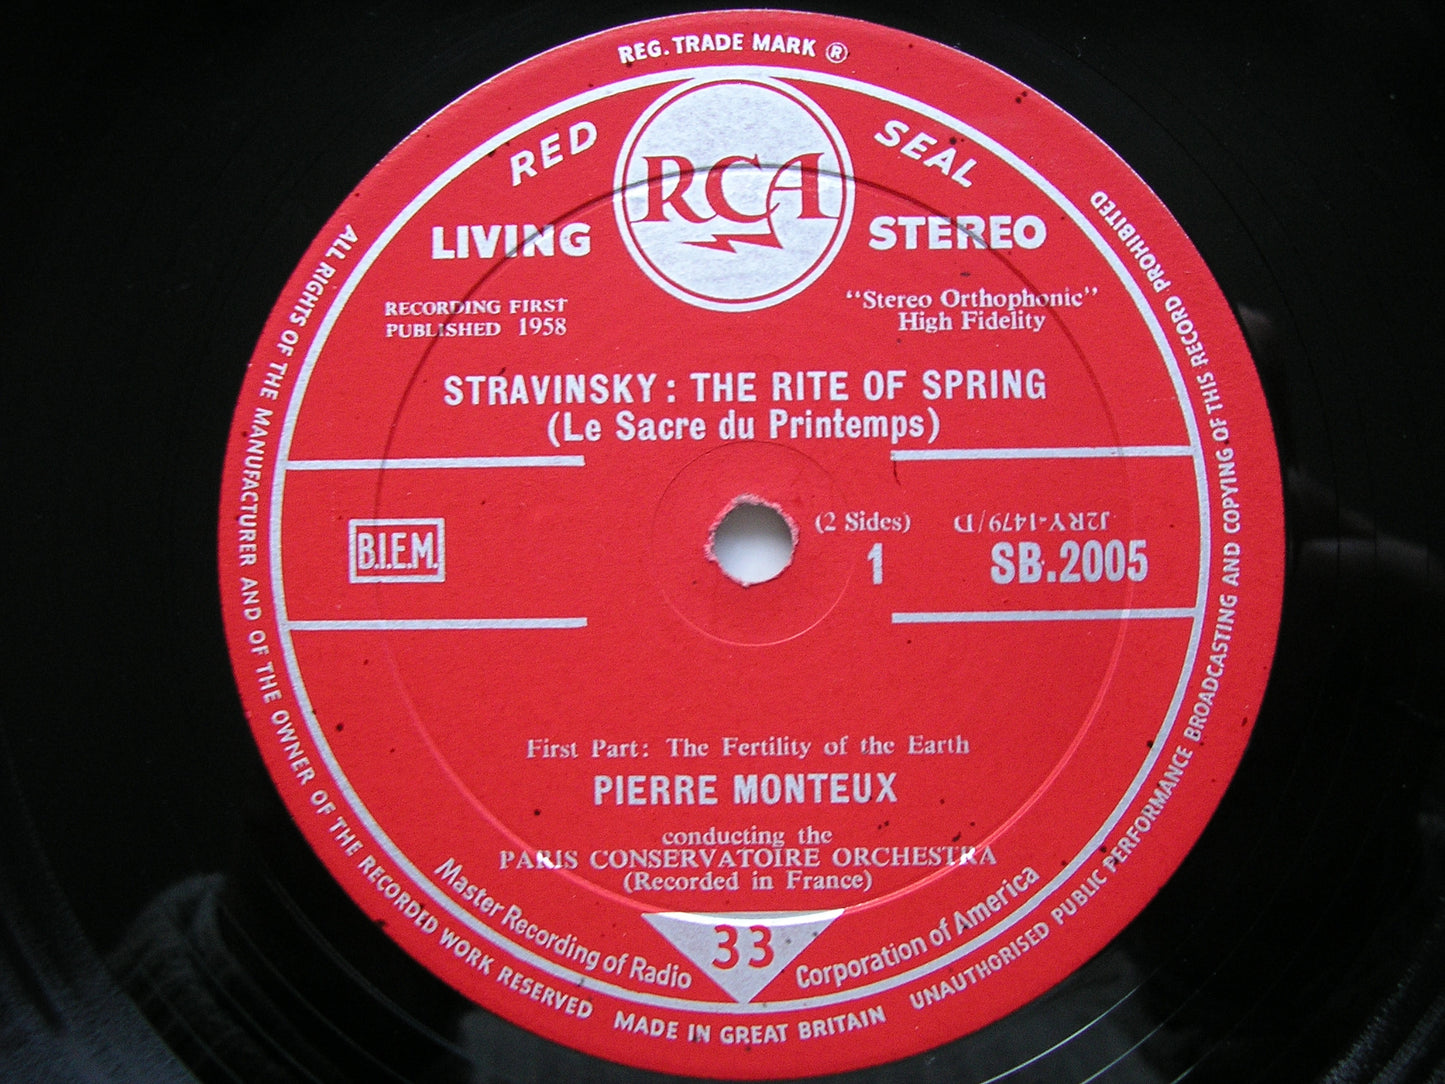 REG. TRADE MARK ®
RED SEAL
RCA
LIVING STEREO
RECORDING FIRST
PUBLISHED 1958
"Stereo Orthophonic"
High Fidelity
STRAVINSKY: THE RITE OF SPRING
(Le Sacre du Printemps)
B.I.E.M.
(2 Sides)
1
J2RY-1479/D
SB.2005
First Part: The Fertility of the Earth
PIERRE MONTEUX
conducting the
PARIS CONSERVATOIRE ORCHESTRA
(Recorded in France)
33
Master Recording of Radio Corporation of America
ALL RIGHTS OF THE MANUFACTURER AND OF THE OWNER OF THE RECORDED WORK RESERVED
MADE IN GREAT BRITAIN
UNAUTHORISED PUBLIC PERFORMANCE BROADCASTING AND COPYING OF THIS RECORD PROHIBITED